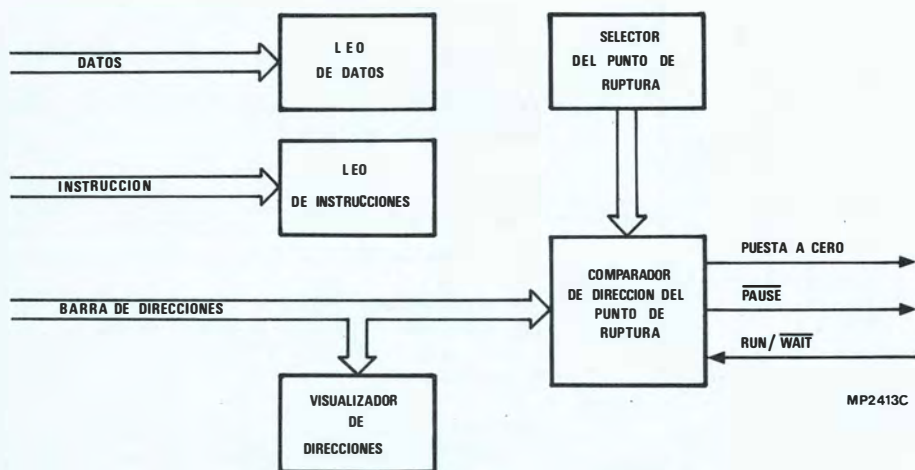 DATOS
LEO
DE DATOS
SELECTOR
DEL PUNTO DE
RUPTURA
INSTRUCCION
LEO
DE INSTRUCCIONES
BARRA DE DIRECCIONES
COMPARADOR
DE DIRECCION DEL
PUNTO DE
RUPTURA
PUESTA A CERO
PAUSE
RUN/WAIT
VISUALIZADOR
DE
DIRECCIONES
MP2413C